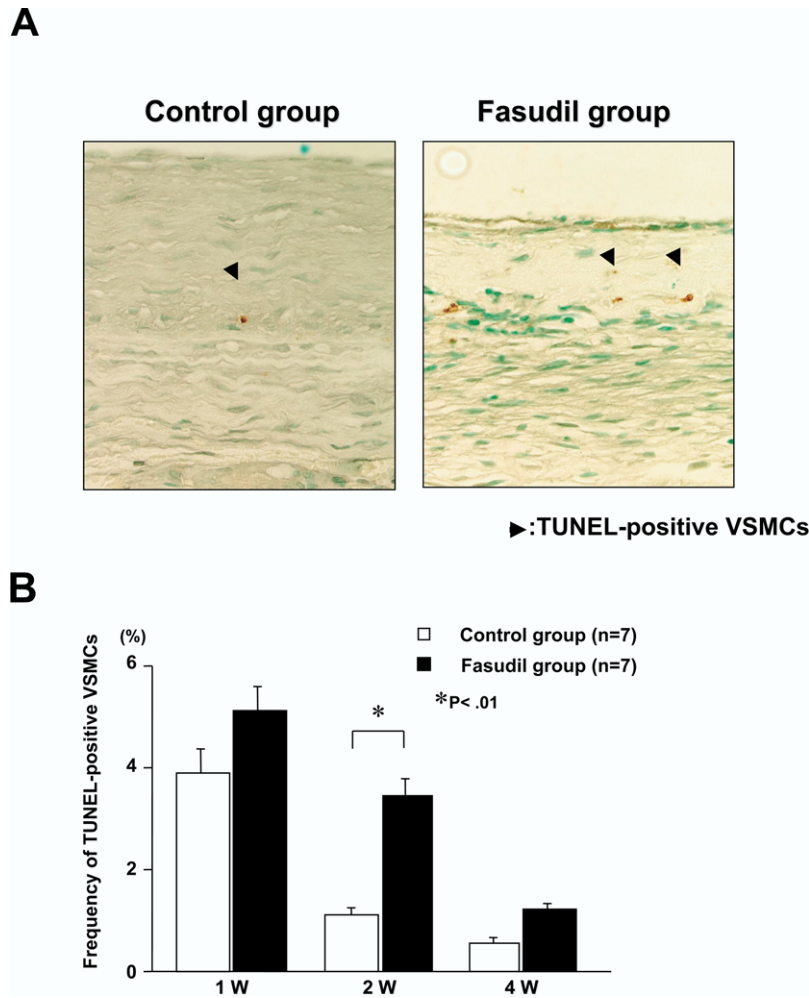 A
Control group
Fasudil group
▶:TUNEL-positive VSMCs
B
(%)
Control group (n=7)
Fasudil group (n=7)
*P< .01
*
Frequency of TUNEL-positive VSMCs
6
4
2
0
1 W
2 W
4 W